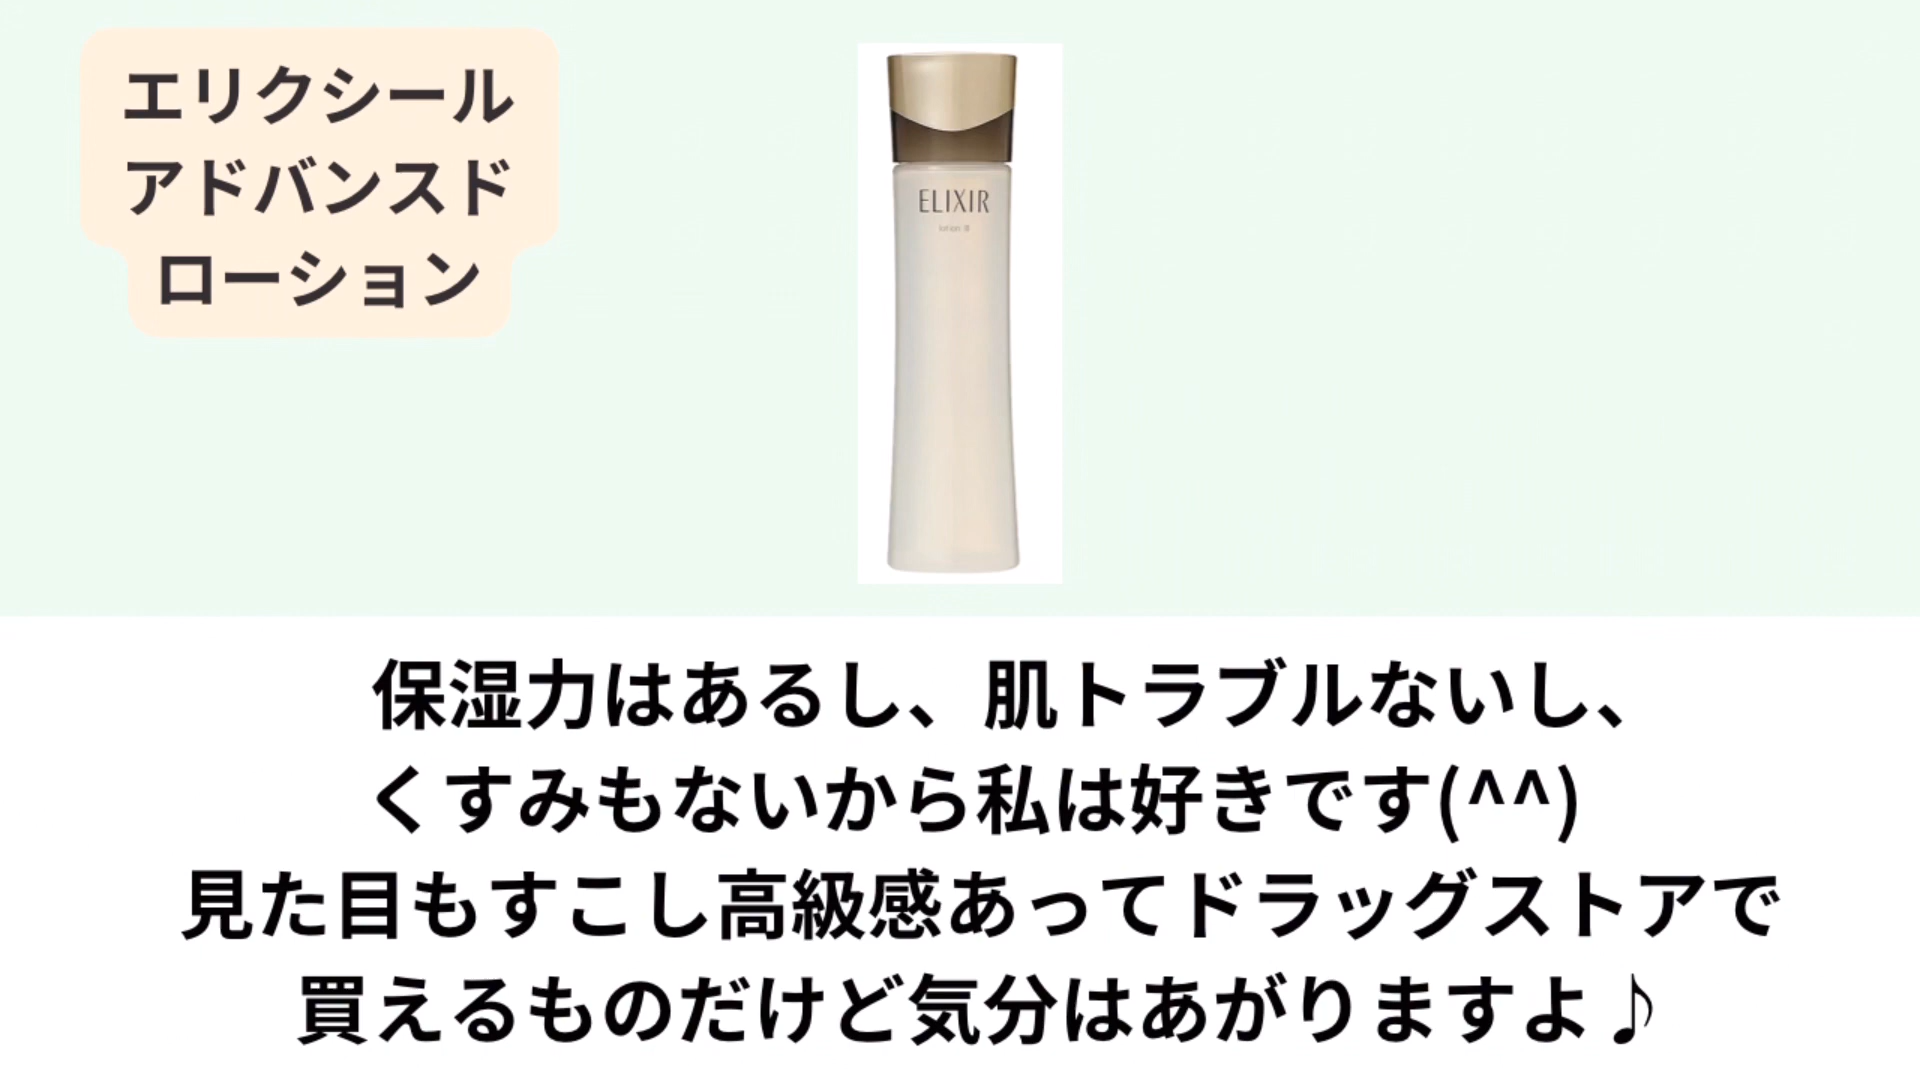 エリクシール
アドバンスド
ローション
ELIXIR
lotion
保湿力はあるし、肌トラブルないし、
くすみもないから私は好きです(^^)
見た目もすこし高級感あってドラッグストアで
買えるものだけど気分はあがりますよ♪